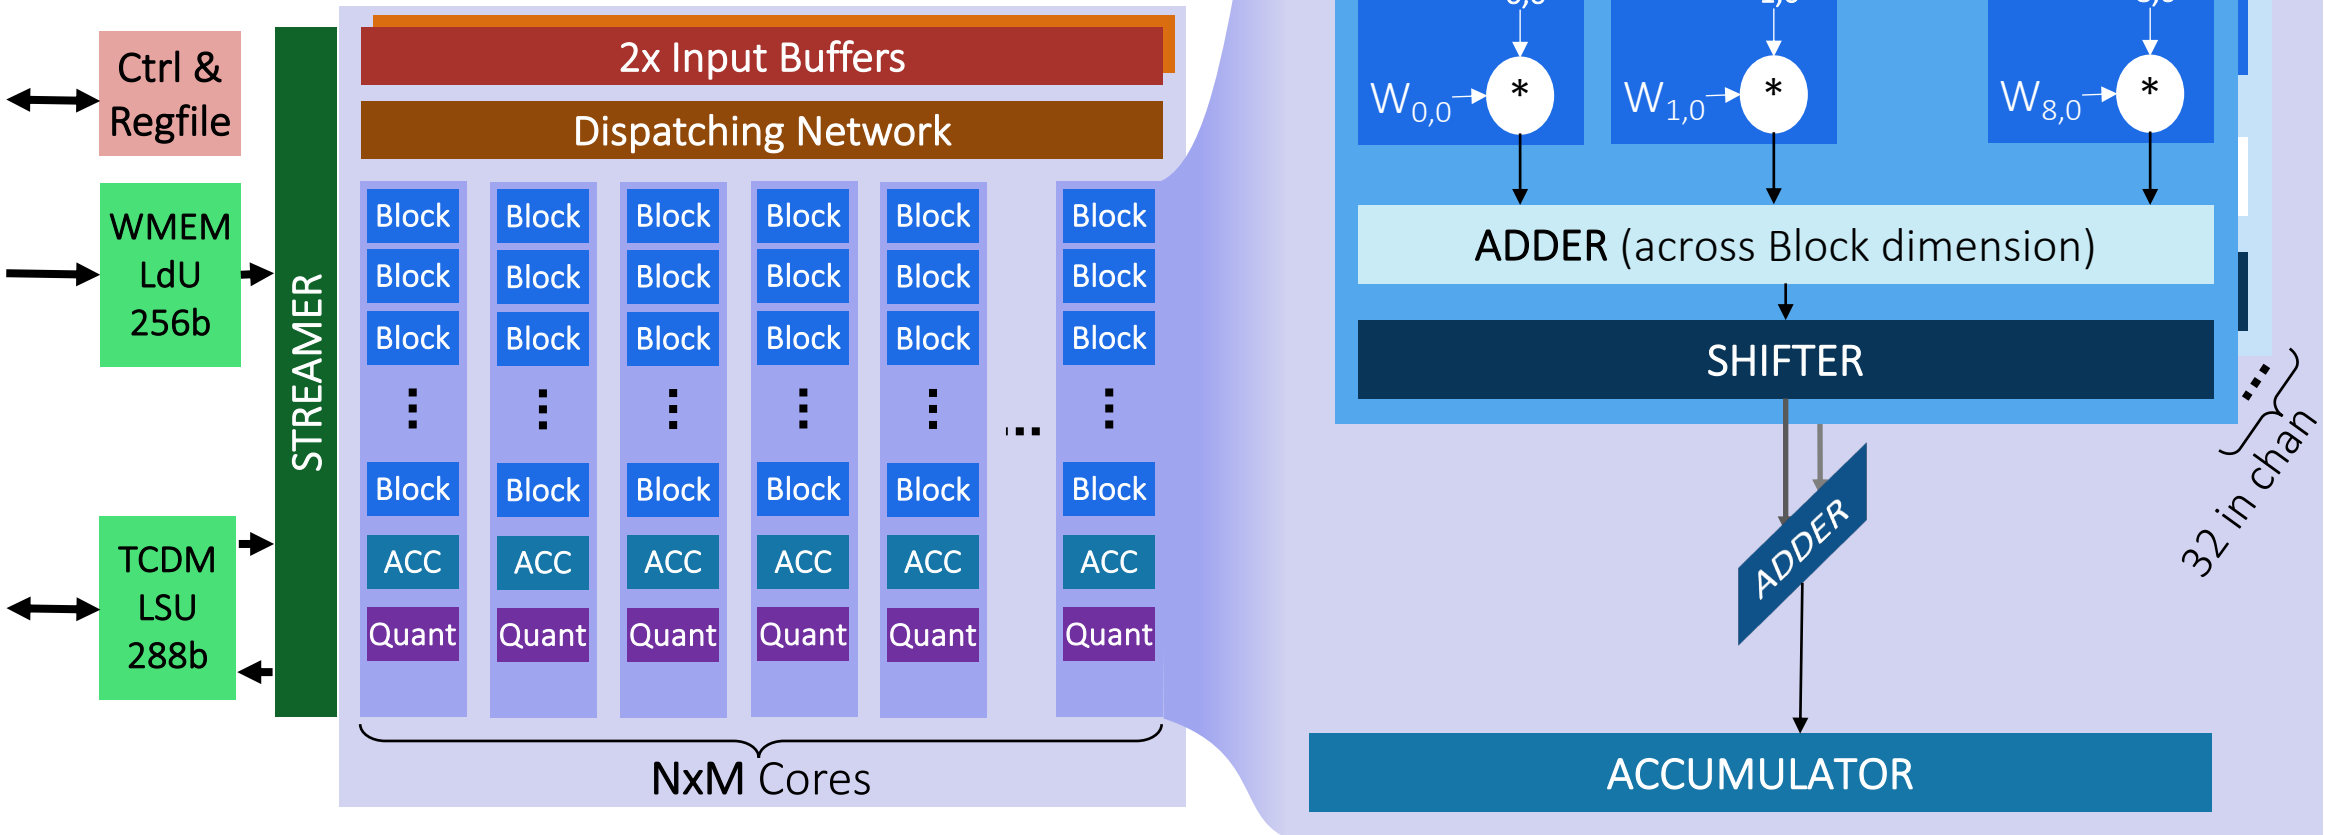 Ctrl &
Regfile
WMEM
LdU
256b
TCDM
LSU
288b
STREAMER
2x Input Buffers
Dispatching Network
Block Block Block Block Block Block
Block Block Block Block Block Block
Block Block Block Block Block Block
Block Block Block Block Block Block
ACC ACC ACC ACC ACC ACC
Quant Quant Quant Quant Quant Quant
NxM Cores
W0,0 * W1,0 * W8,0 *
ADDER (across Block dimension)
SHIFTER
32 in chan
ADDER
ACCUMULATOR